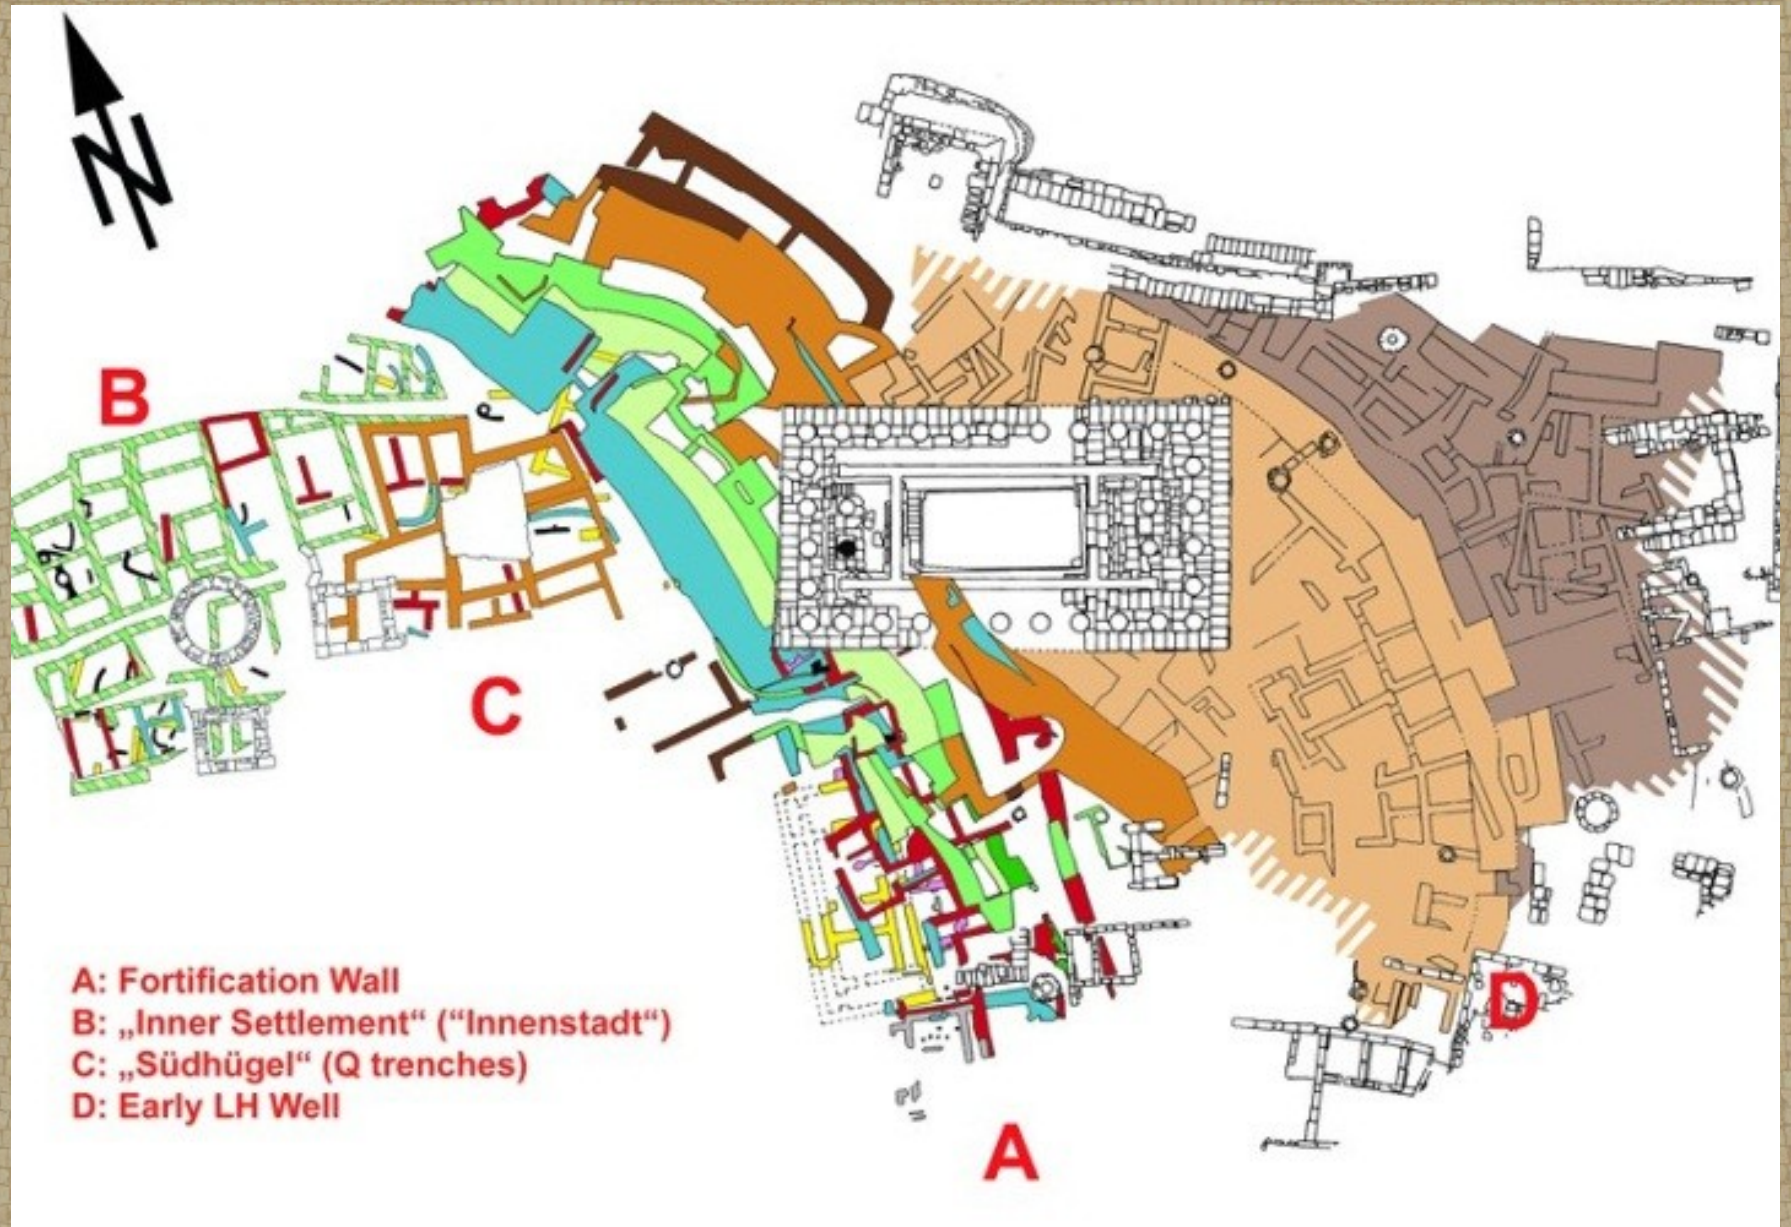 N
B
C
A: Fortification Wall
B: „Inner Settlement“ (“Innenstadt“)
C: „Südhügel“ (Q trenches)
D: Early LH Well
D
A